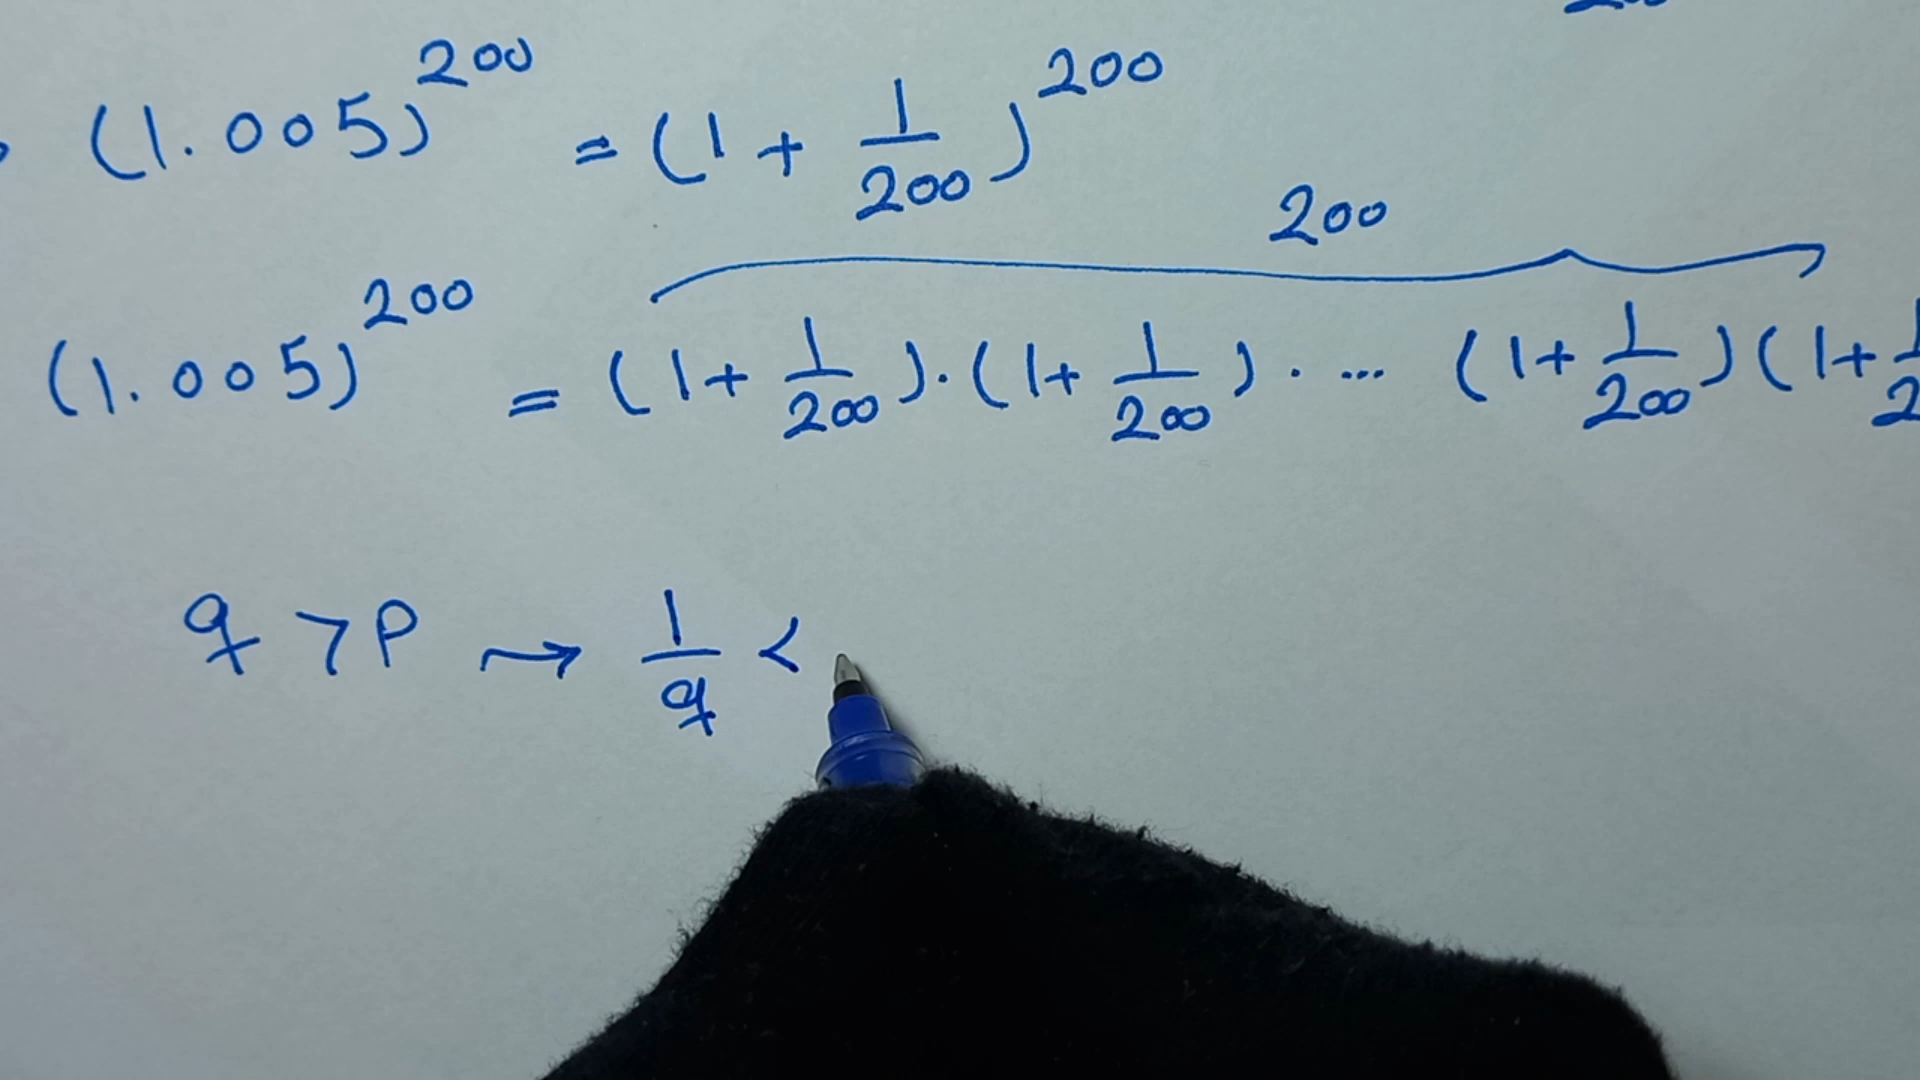 (1.005)^200 = (1 + 1/200)^200
200
(1.005)^200 = (1+ 1/200).(1+ 1/200). ... (1+ 1/200)(1+
q > p → 1/q <